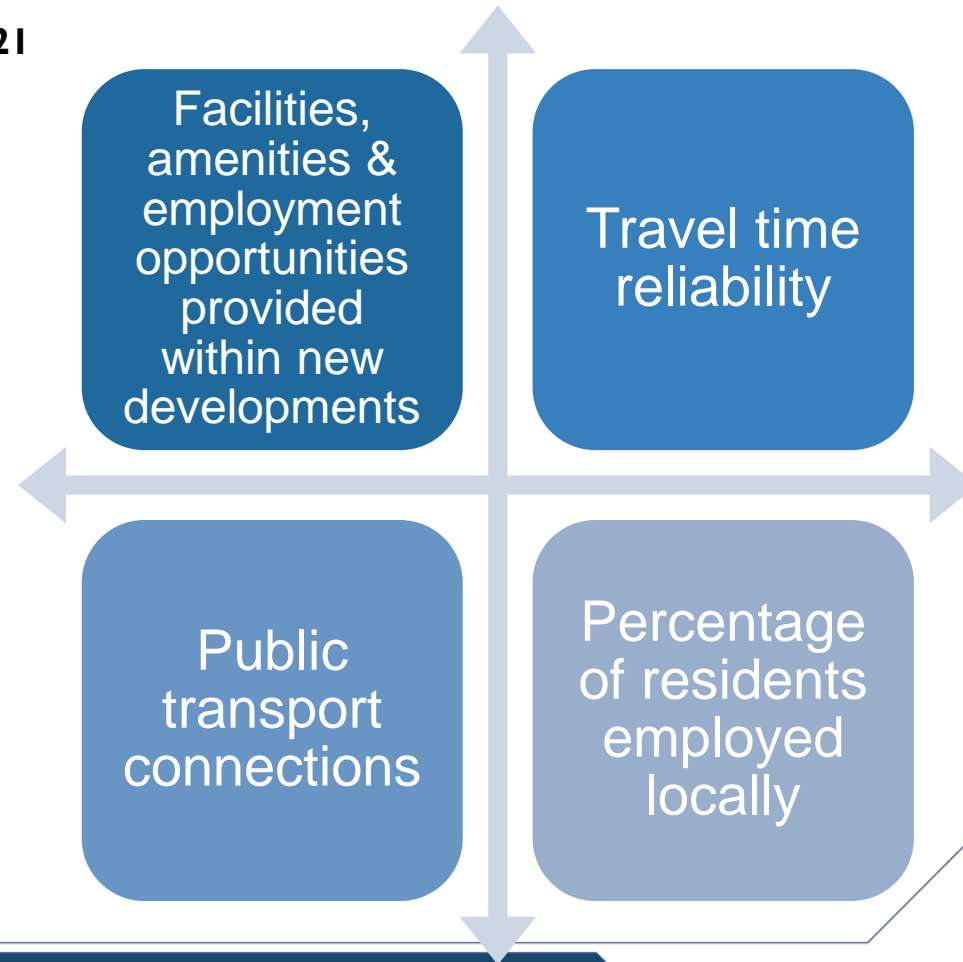 21
Facilities,
amenities &
employment
opportunities
provided
within new
developments
Travel time
reliability
Public
transport
connections
Percentage
of residents
employed
locally